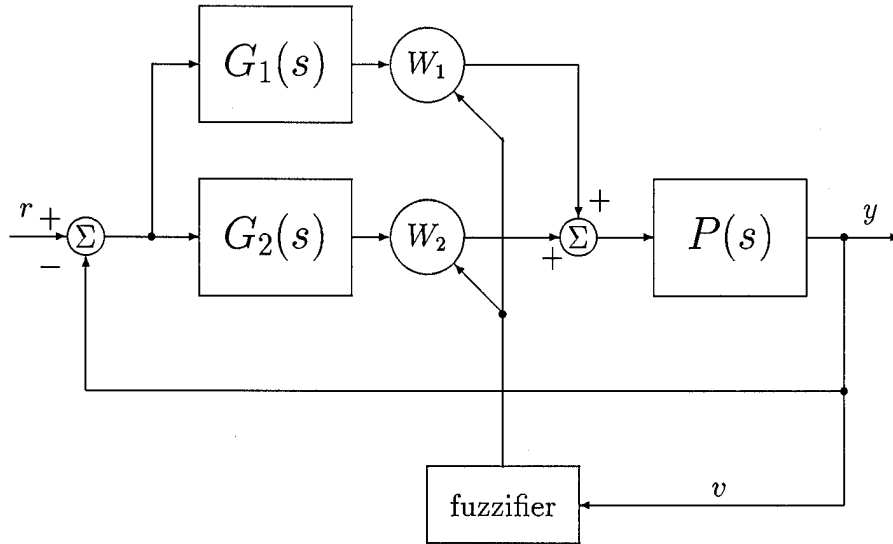 G₁(s) W₁
r + Σ −
G₂(s) W₂ + + Σ P(s) y
v
fuzzifier